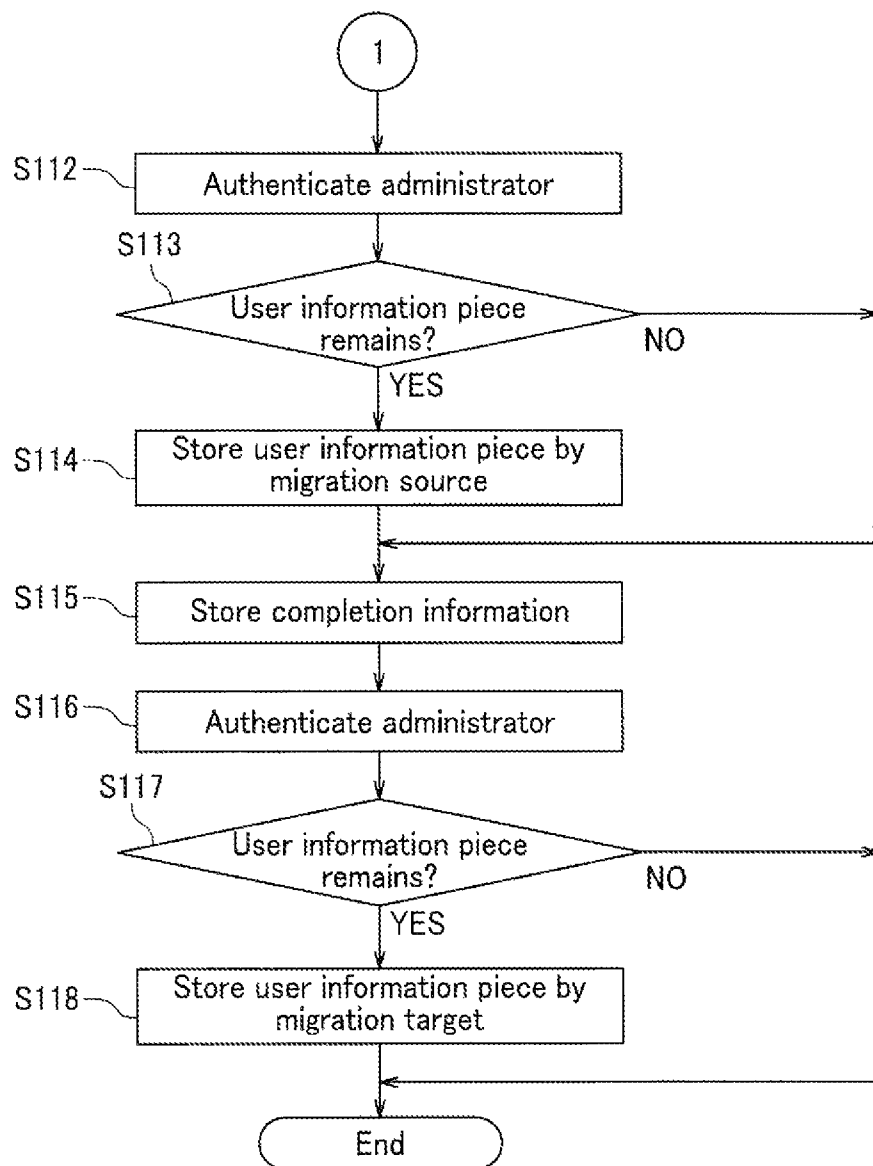 1
S112
Authenticate administrator
S113
User information piece
remains?
NO
YES
S114
Store user information piece by
migration source
S115
Store completion information
S116
Authenticate administrator
S117
User information piece
remains?
NO
YES
S118
Store user information piece by
migration target
End